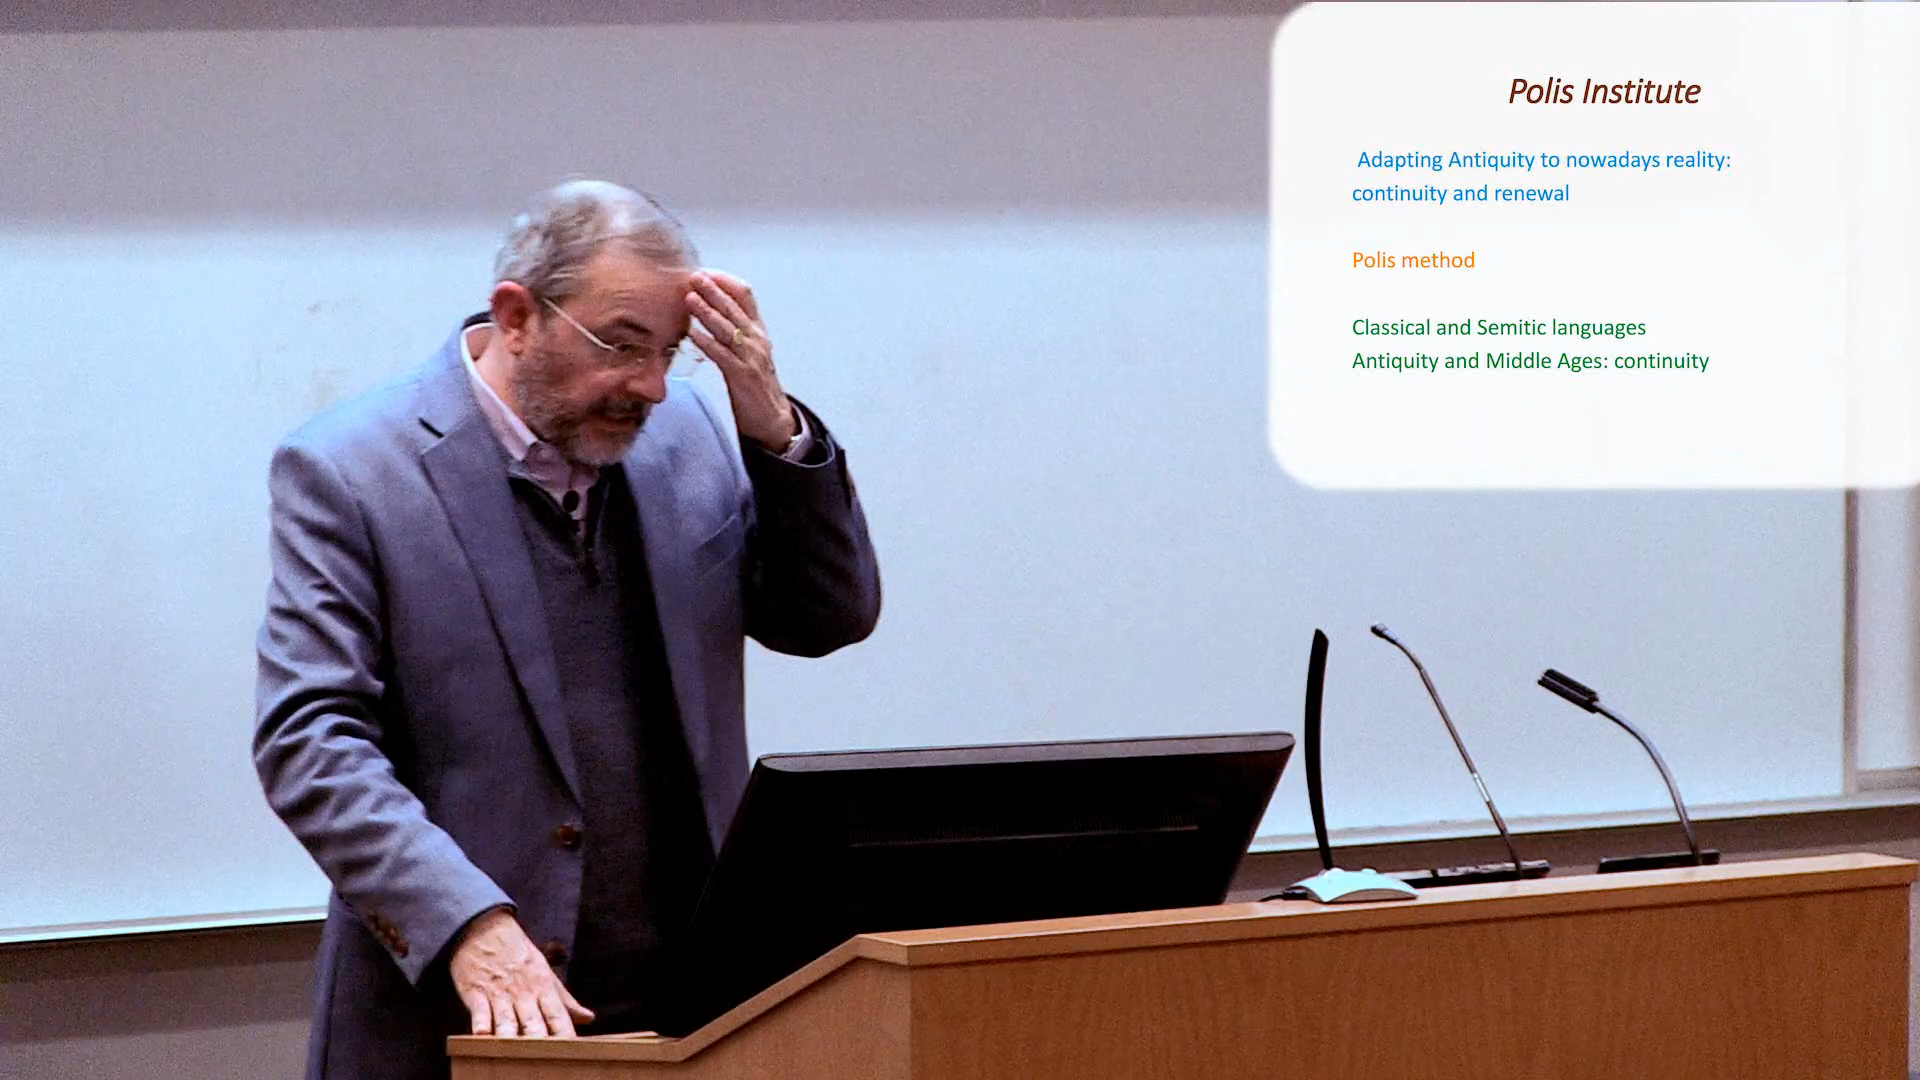 Polis Institute
Adapting Antiquity to nowadays reality:
continuity and renewal
Polis method
Classical and Semitic languages
Antiquity and Middle Ages: continuity